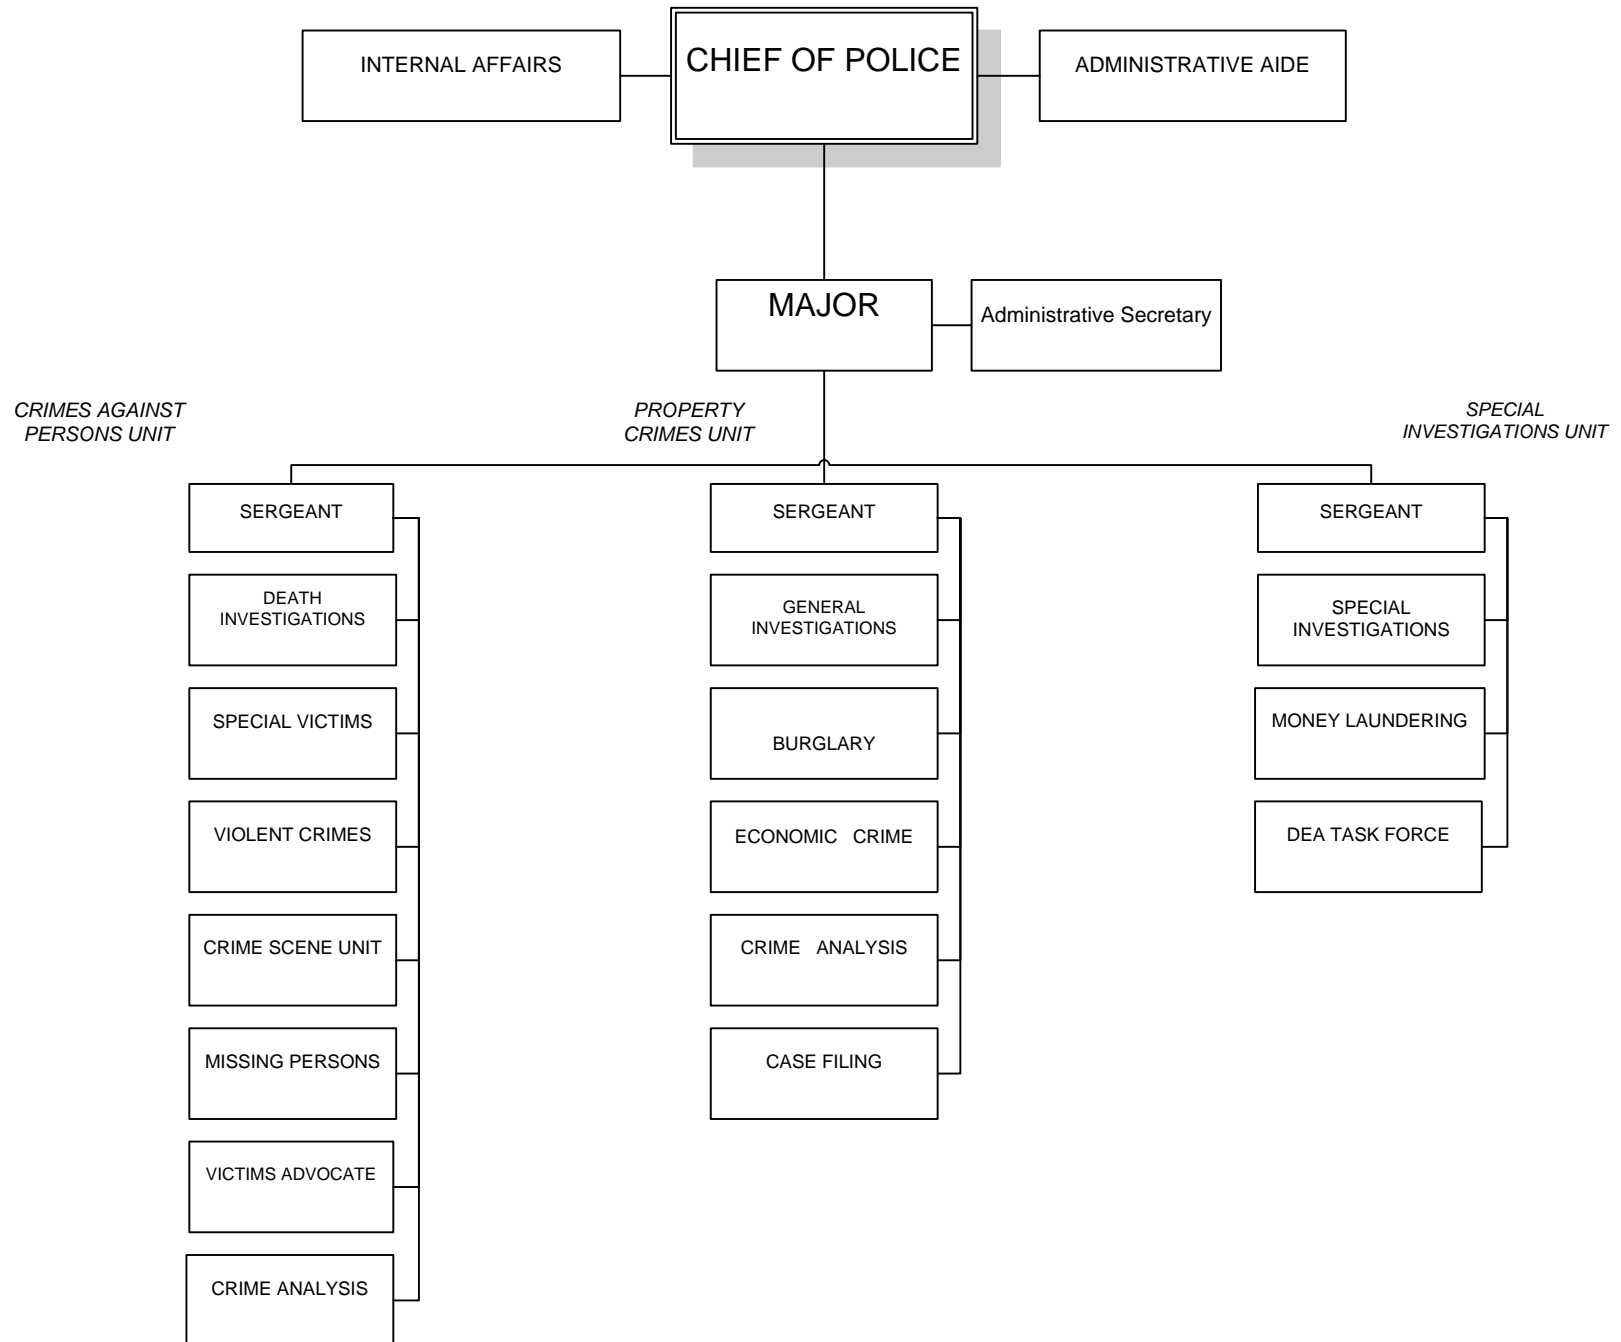 INTERNAL AFFAIRS
CHIEF OF POLICE
ADMINISTRATIVE AIDE
MAJOR
Administrative Secretary
CRIMES AGAINST
PERSONS UNIT
PROPERTY
CRIMES UNIT
SPECIAL
INVESTIGATIONS UNIT
SERGEANT
DEATH
INVESTIGATIONS
SPECIAL VICTIMS
VIOLENT CRIMES
CRIME SCENE UNIT
MISSING PERSONS
VICTIMS ADVOCATE
CRIME ANALYSIS
SERGEANT
GENERAL
INVESTIGATIONS
BURGLARY
ECONOMIC CRIME
CRIME ANALYSIS
CASE FILING
SERGEANT
SPECIAL
INVESTIGATIONS
MONEY LAUNDERING
DEA TASK FORCE